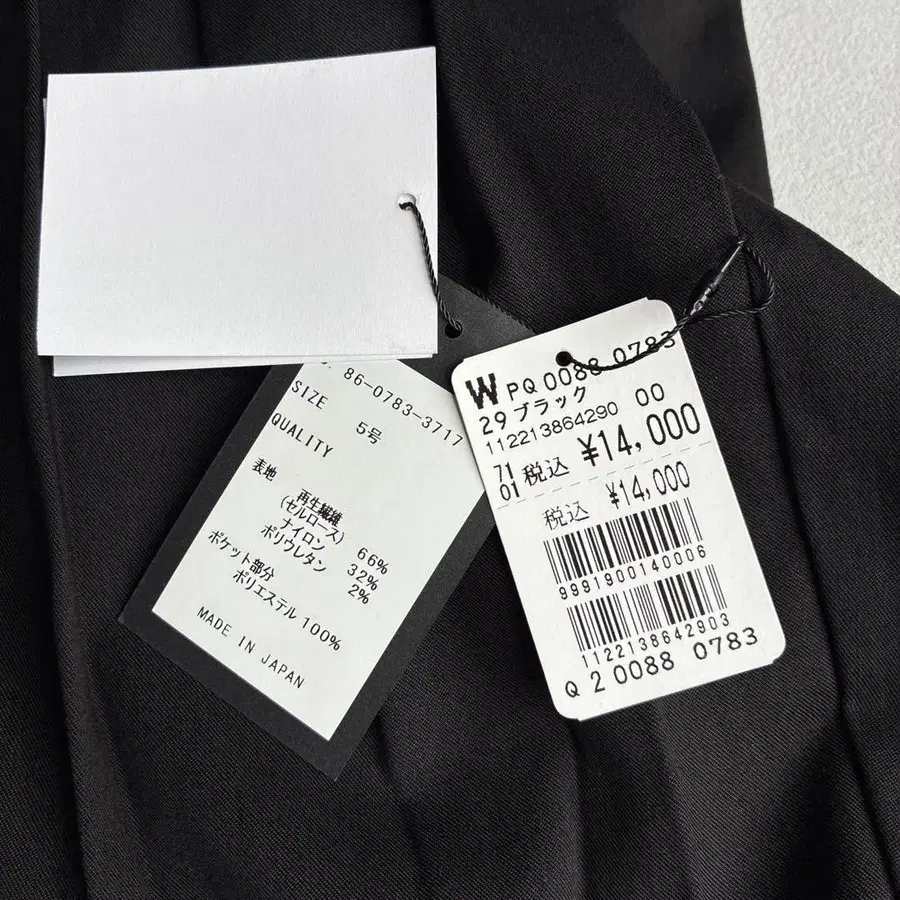 86-0783-3717
SIZE
5号
QUALITY
表地
再生繊維
(セルロース) 66%
ナイロン 32%
ポリウレタン 2%
ポケット部分
ポリエステル 100%
MADE IN JAPAN
W PQ 0088 0783
29 ブラック 00
112213864290
71
01 税込 ¥14,000
税込 ¥14,000
9991900140006
1122138642903
Q 2 0088 0783